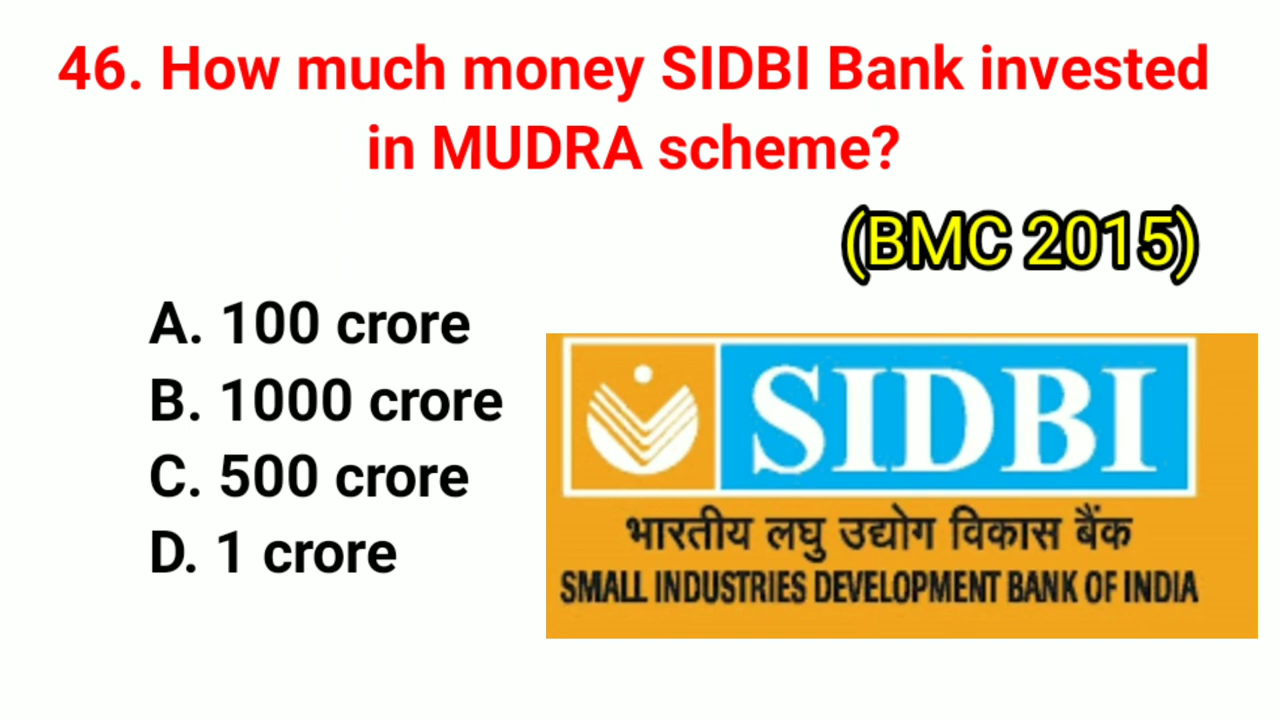 46. How much money SIDBI Bank invested
in MUDRA scheme?
(BMC 2015)
A. 100 crore
B. 1000 crore
C. 500 crore
D. 1 crore
SIDBI
भारतीय लघु उद्योग विकास बैंक
SMALL INDUSTRIES DEVELOPMENT BANK OF INDIA